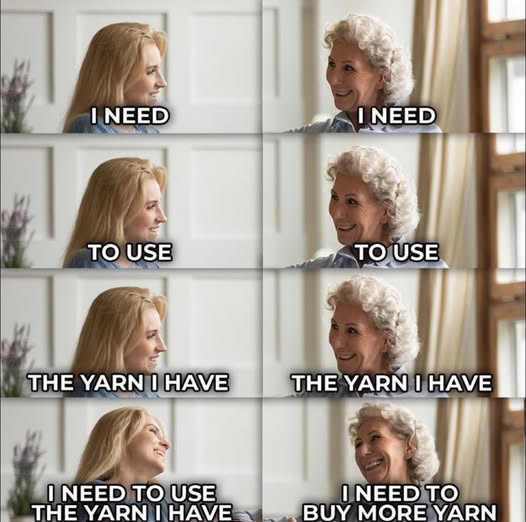 I NEED
I NEED
TO USE
TO USE
THE YARN I HAVE
THE YARN I HAVE
I NEED TO USE
THE YARN I HAVE
I NEED TO
BUY MORE YARN